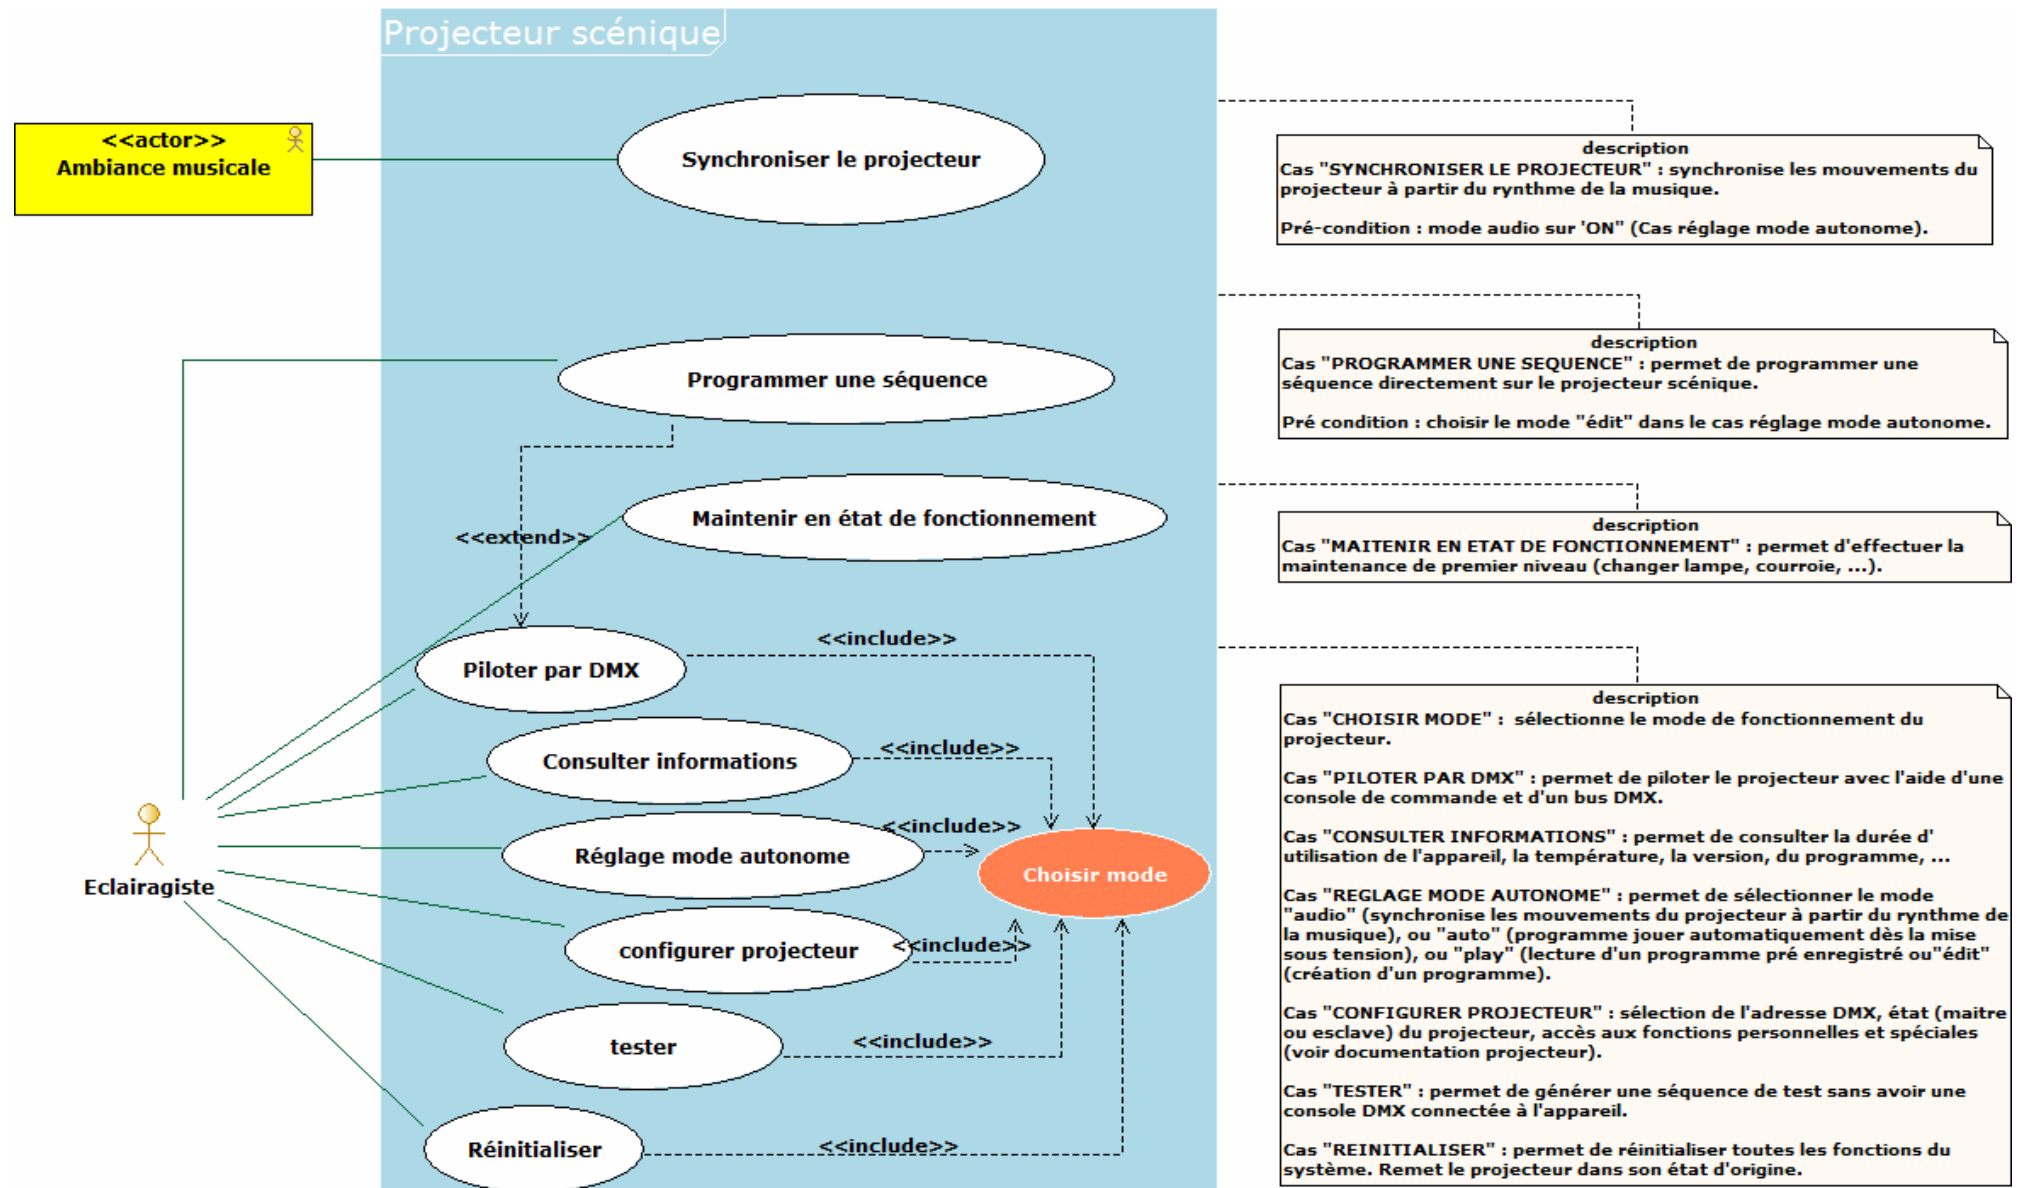 Projecteur scénique
<<actor>>
Ambiance musicale
Synchroniser le projecteur
description
Cas "SYNCHRONISER LE PROJECTEUR" : synchronise les mouvements du
projecteur à partir du rynthme de la musique.
Pré-condition : mode audio sur 'ON" (Cas réglage mode autonome).
Programmer une séquence
description
Cas "PROGRAMMER UNE SEQUENCE" : permet de programmer une
séquence directement sur le projecteur scénique.
Pré condition : choisir le mode "édit" dans le cas réglage mode autonome.
Maintenir en état de fonctionnement
<<extend>>
description
Cas "MAITENIR EN ETAT DE FONCTIONNEMENT" : permet d'effectuer la
maintenance de premier niveau (changer lampe, courroie, ...).
Piloter par DMX
<<include>>
Consulter informations
<<include>>
Réglage mode autonome
<<include>>
Choisir mode
Eclairagiste
configurer projecteur
<<include>>
tester
<<include>>
Réinitialiser
<<include>>
description
Cas "CHOISIR MODE" :  sélectionne le mode de fonctionnement du
projecteur.
Cas "PILOTER PAR DMX" : permet de piloter le projecteur avec l'aide d'une
console de commande et d'un bus DMX.
Cas "CONSULTER INFORMATIONS" : permet de consulter la durée d'
utilisation de l'appareil, la température, la version, du programme, ...
Cas "REGLAGE MODE AUTONOME" : permet de sélectionner le mode
"audio" (synchronise les mouvements du projecteur à partir du rynthme de
la musique), ou "auto" (programme jouer automatiquement dès la mise
sous tension), ou "play" (lecture d'un programme pré enregistré ou"édit"
(création d'un programme).
Cas "CONFIGURER PROJECTEUR" : sélection de l'adresse DMX, état (maitre
ou esclave) du projecteur, accès aux fonctions personnelles et spéciales
(voir documentation projecteur).
Cas "TESTER" : permet de générer une séquence de test sans avoir une
console DMX connectée à l'appareil.
Cas "REINITIALISER" : permet de réinitialiser toutes les fonctions du
système. Remet le projecteur dans son état d'origine.